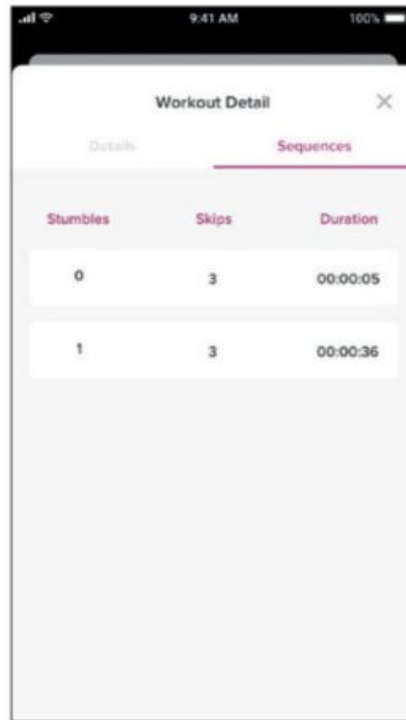 9:41 AM 100%
Workout Detail
Details Sequences
Stumbles Skips Duration
0 3 00:00:05
1 3 00:00:36